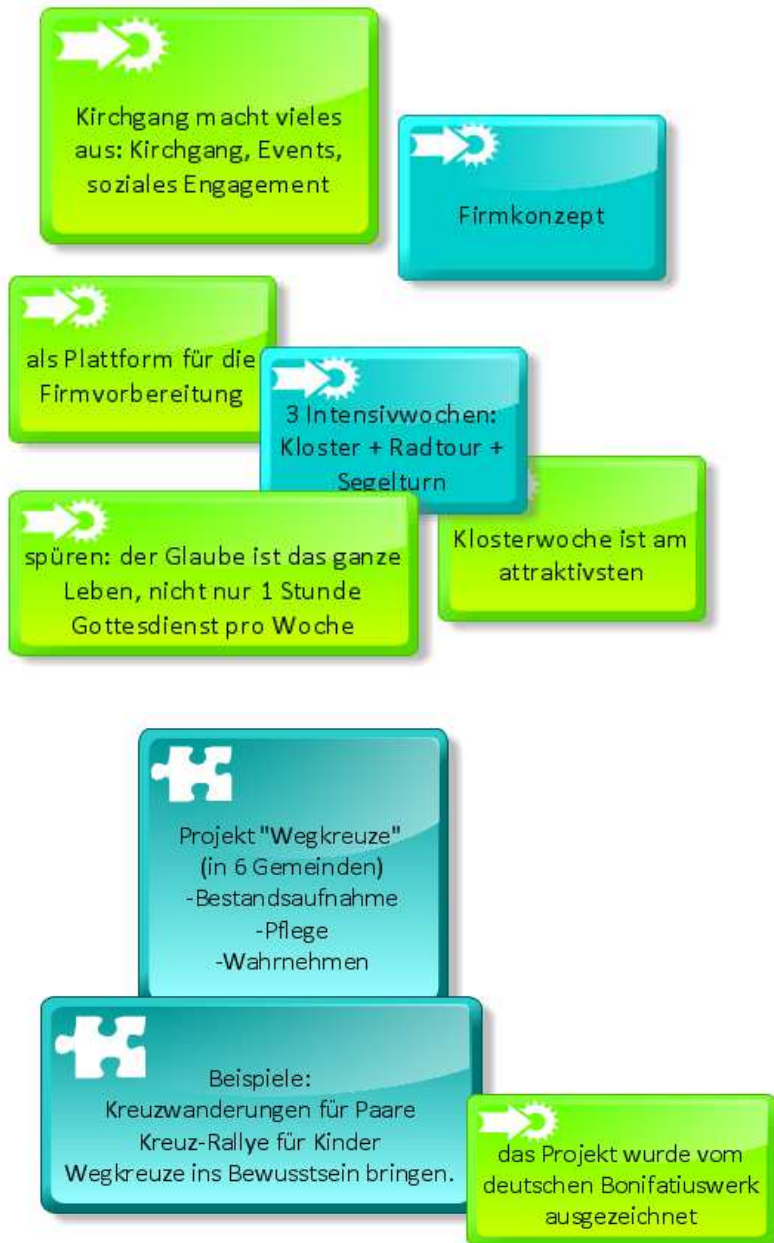 Kirchgang macht vieles
aus: Kirchgang, Events,
soziales Engagement
Firmkonzept
als Plattform für die
Firmvorbereitung
3 Intensivwochen:
Kloster + Radtour +
Segelturn
Klosterwoche ist am
attraktivsten
spüren: der Glaube ist das ganze
Leben, nicht nur 1 Stunde
Gottesdienst pro Woche
Projekt "Wegkreuze"
(in 6 Gemeinden)
-Bestandsaufnahme
-Pflege
-Wahrnehmen
Beispiele:
Kreuzwanderungen für Paare
Kreuz-Rallye für Kinder
Wegkreuze ins Bewusstsein bringen.
das Projekt wurde vom
deutschen Bonifatiuswerk
ausgezeichnet